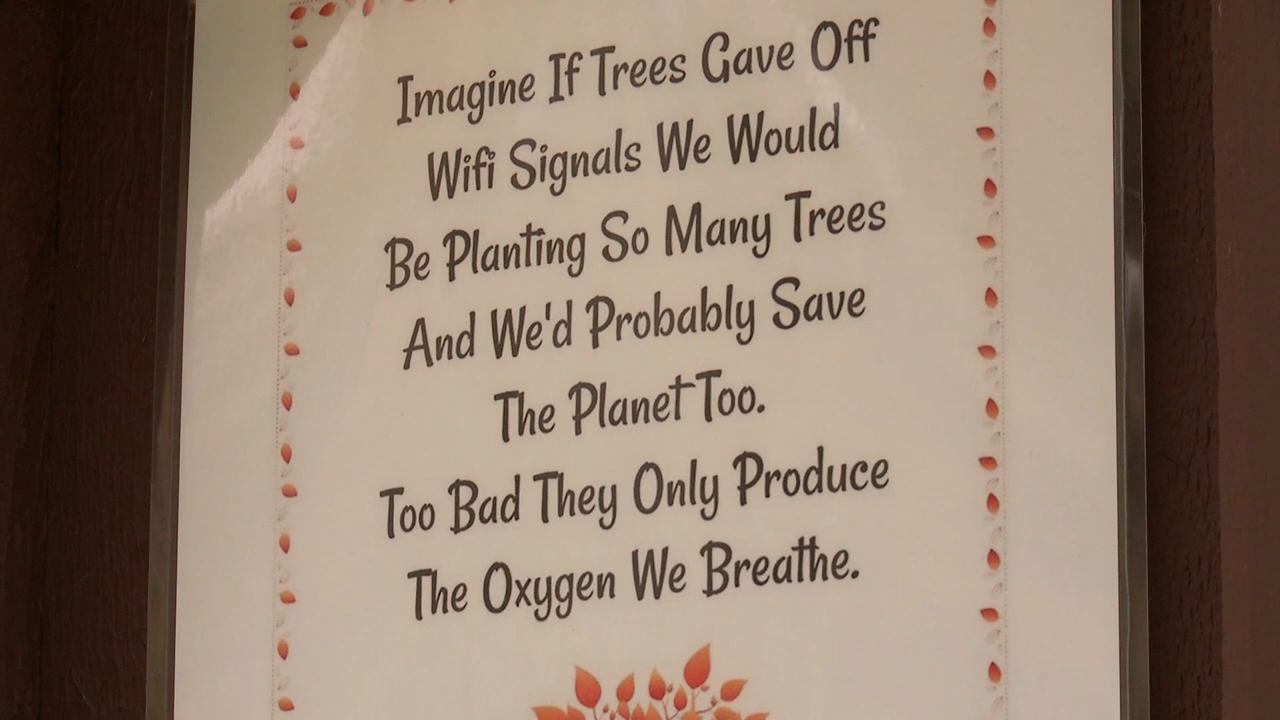 Imagine If Trees Gave Off
Wifi Signals We Would
Be Planting So Many Trees
And We'd Probably Save
The Planet Too.
Too Bad They Only Produce
The Oxygen We Breathe.